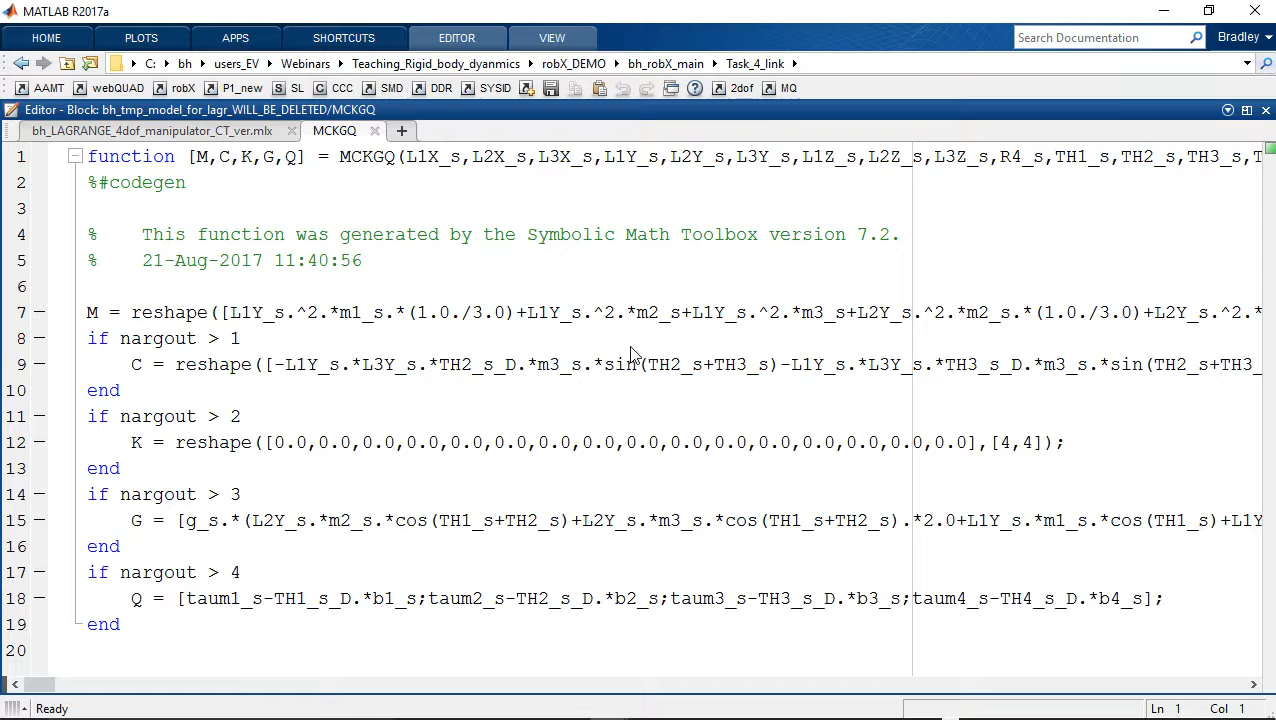 MATLAB R2017a
HOME PLOTS APPS SHORTCUTS EDITOR VIEW Search Documentation Bradley
C: bh users_EV Webinars Teaching_Rigid_body_dyanmics robX_DEMO bh_robX_main Task_4_link
AAMT webQUAD robX P1_new S SL C CCC SMD DDR SYSID 2dof MQ
Editor - Block: bh_tmp_model_for_lagr_WILL_BE_DELETED/MCKGQ
bh_LAGRANGE_4dof_manipulator_CT_ver.mlx MCKGQ
1 function [M,C,K,G,Q] = MCKGQ(L1X_s,L2X_s,L3X_s,L1Y_s,L2Y_s,L3Y_s,L1Z_s,L2Z_s,L3Z_s,R4_s,TH1_s,TH2_s,TH3_s,T
2 %#codegen
3
4 %    This function was generated by the Symbolic Math Toolbox version 7.2.
5 %    21-Aug-2017 11:40:56
6
7 M = reshape([L1Y_s.^2.*m1_s.*(1.0./3.0)+L1Y_s.^2.*m2_s+L1Y_s.^2.*m3_s+L2Y_s.^2.*m2_s.*(1.0./3.0)+L2Y_s.^2.*
8 if nargout > 1
9 C = reshape([-L1Y_s.*L3Y_s.*TH2_s_D.*m3_s.*sin(TH2_s+TH3_s)-L1Y_s.*L3Y_s.*TH3_s_D.*m3_s.*sin(TH2_s+TH3_
10 end
11 if nargout > 2
12 K = reshape([0.0,0.0,0.0,0.0,0.0,0.0,0.0,0.0,0.0,0.0,0.0,0.0,0.0,0.0,0.0,0.0],[4,4]);
13 end
14 if nargout > 3
15 G = [g_s.*(L2Y_s.*m2_s.*cos(TH1_s+TH2_s)+L2Y_s.*m3_s.*cos(TH1_s+TH2_s).*2.0+L1Y_s.*m1_s.*cos(TH1_s)+L1Y
16 end
17 if nargout > 4
18 Q = [taum1_s-TH1_s_D.*b1_s;taum2_s-TH2_s_D.*b2_s;taum3_s-TH3_s_D.*b3_s;taum4_s-TH4_s_D.*b4_s];
19 end
20
Ready Ln 1 Col 1